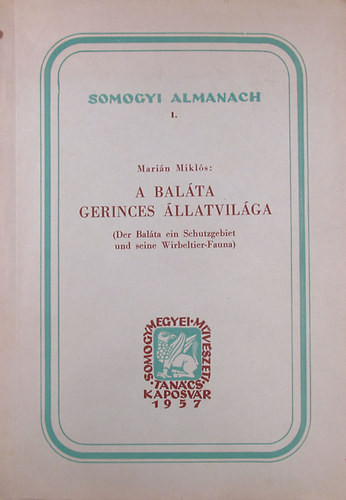 SOMOGYI ALMANACH
I.
Marián Miklós:
A BALÁTA
GERINCES ÁLLATVILÁGA
(Der Baláta ein Schutzgebiet
und seine Wirbeltier-Fauna)
SOMOGYMEGYEI·MŰVÉSZETI·
TANÁCS
KAPOSVÁR
1957